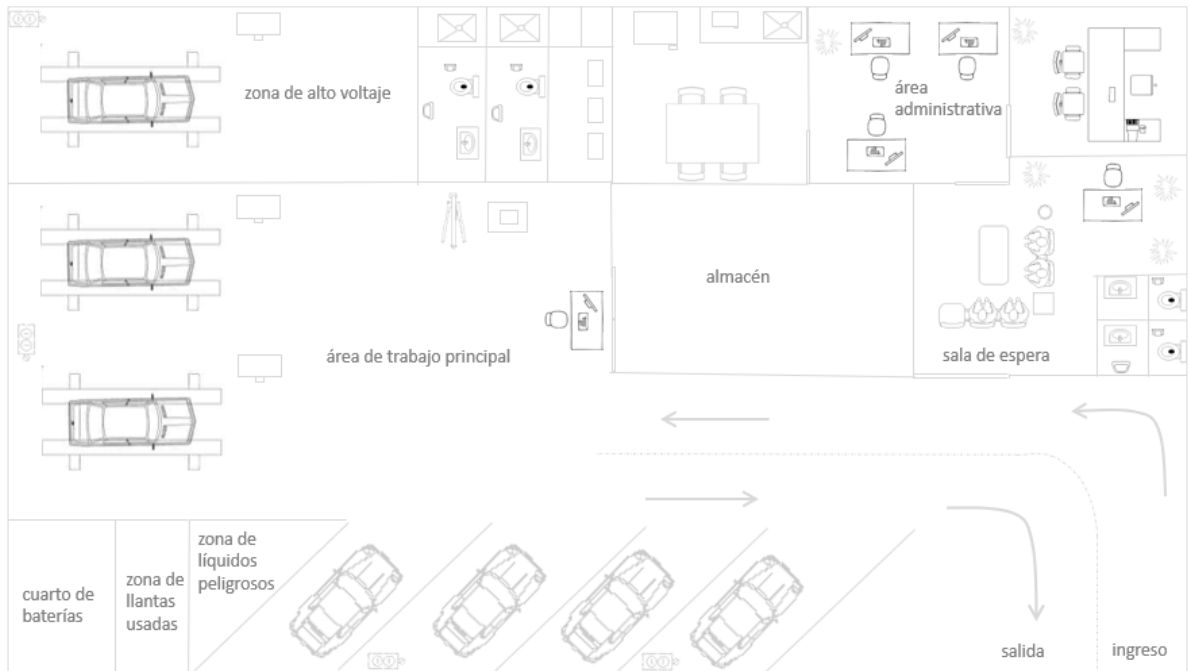 zona de alto voltaje
área
administrativa
almacén
área de trabajo principal
sala de espera
cuarto de
baterías
zona de
llantas
usadas
zona de
líquidos
peligrosos
salida
ingreso